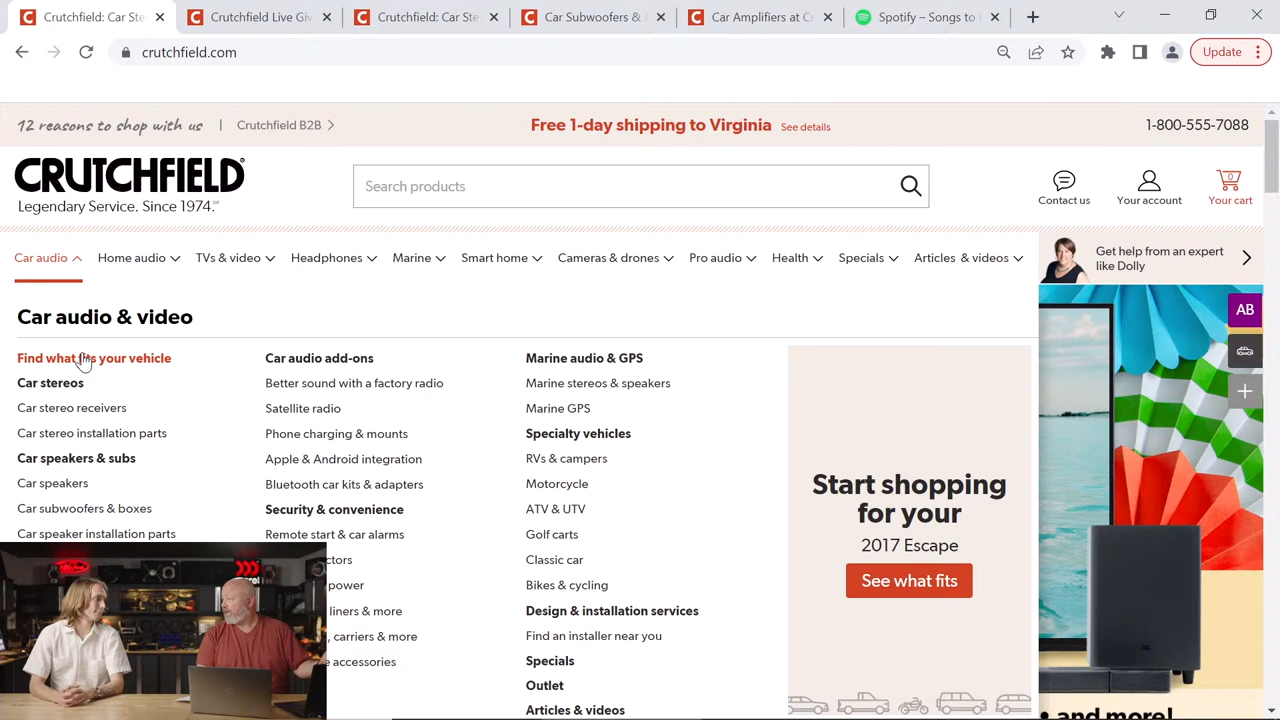 Crutchfield: Car Ste
Crutchfield Live Giv
Crutchfield: Car Ste
Car Subwoofers &
Car Amplifiers at Cr
Spotify – Songs to
crutchfield.com
Update
12 reasons to shop with us | Crutchfield B2B
Free 1-day shipping to Virginia See details
1-800-555-7088
CRUTCHFIELD
Legendary Service. Since 1974.
Search products
Contact us
Your account
0
Your cart
Car audio
Home audio
TVs & video
Headphones
Marine
Smart home
Cameras & drones
Pro audio
Health
Specials
Articles & videos
Get help from an expert
like Dolly
Car audio & video
Find what fits your vehicle
Car stereos
Car stereo receivers
Car stereo installation parts
Car speakers & subs
Car speakers
Car subwoofers & boxes
Car speaker installation parts
Car audio add-ons
Better sound with a factory radio
Satellite radio
Phone charging & mounts
Apple & Android integration
Bluetooth car kits & adapters
Security & convenience
Remote start & car alarms
ctors
power
liners & more
, carriers & more
accessories
Marine audio & GPS
Marine stereos & speakers
Marine GPS
Specialty vehicles
RVs & campers
Motorcycle
ATV & UTV
Golf carts
Classic car
Bikes & cycling
Design & installation services
Find an installer near you
Specials
Outlet
Articles & videos
Start shopping
for your
2017 Escape
See what fits
AB
and more!